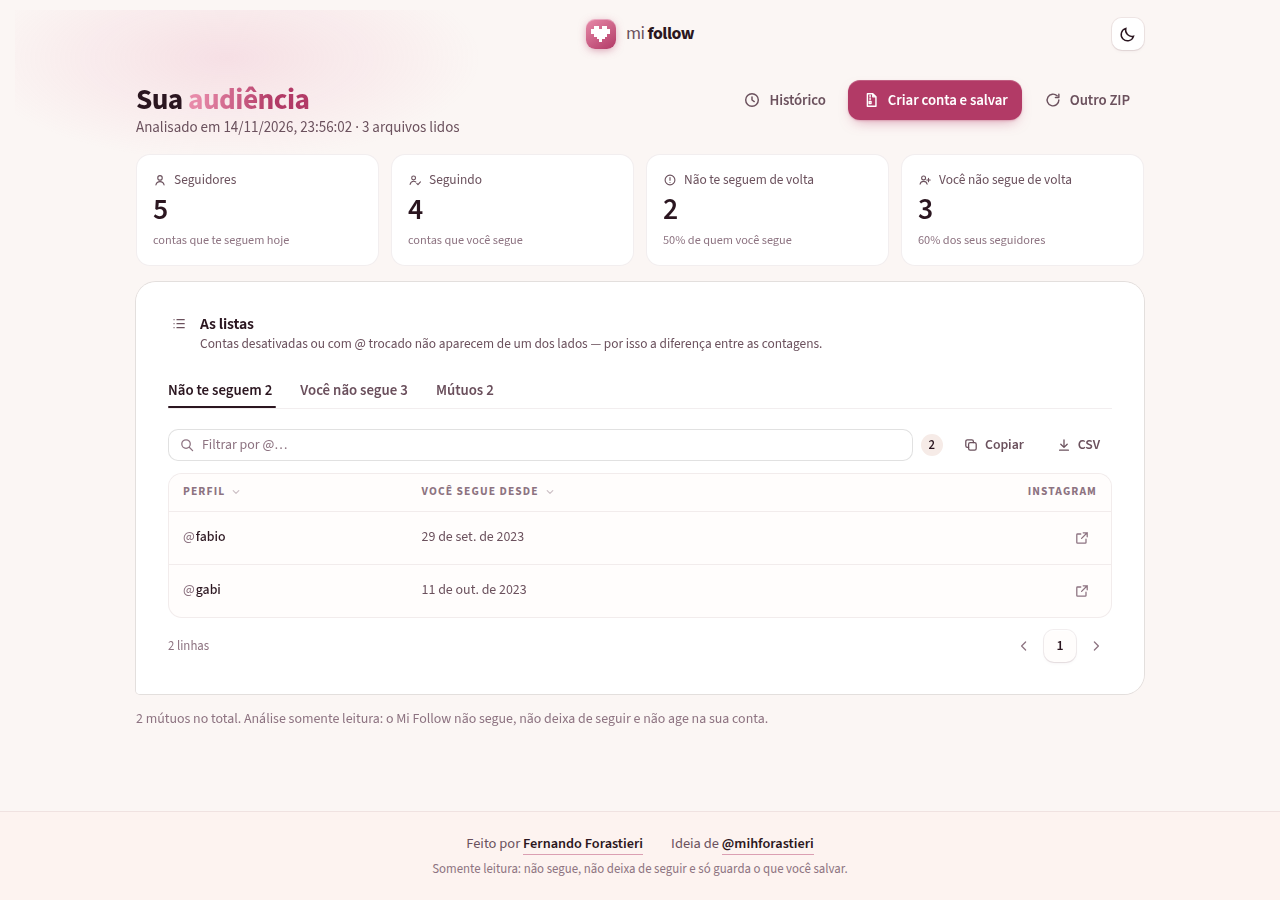 mi follow
Sua audiência
Histórico
Criar conta e salvar
Outro ZIP
Analisado em 14/11/2026, 23:56:02 · 3 arquivos lidos
Seguidores
5
contas que te seguem hoje
Seguindo
4
contas que você segue
Não te seguem de volta
2
50% de quem você segue
Você não segue de volta
3
60% dos seus seguidores
As listas
Contas desativadas ou com @ trocado não aparecem de um dos lados — por isso a diferença entre as contagens.
Não te seguem 2
Você não segue 3
Mútuos 2
Filtrar por @…
2
Copiar
CSV
PERFIL
VOCÊ SEGUE DESDE
INSTAGRAM
@fabio
29 de set. de 2023
@gabi
11 de out. de 2023
2 linhas
1
2 mútuos no total. Análise somente leitura: o Mi Follow não segue, não deixa de seguir e não age na sua conta.
Feito por Fernando Forastieri
Ideia de @mihforastieri
Somente leitura: não segue, não deixa de seguir e só guarda o que você salvar.